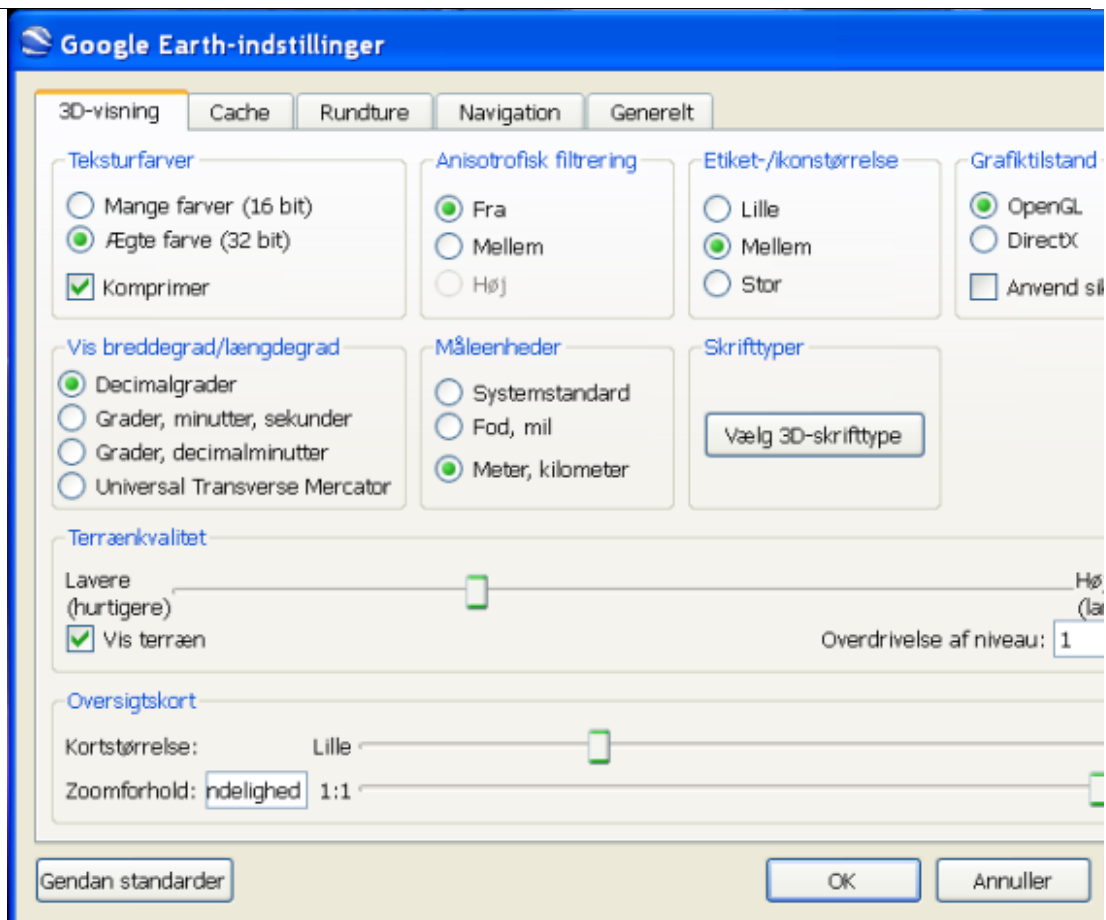 Google Earth-indstillinger
3D-visning Cache Rundture Navigation Generelt
Teksturfarver
Mange farver (16 bit)
Ægte farve (32 bit)
Komprimer
Anisotrofisk filtrering
Fra
Mellem
Høj
Etiket-/ikonstørrelse
Lille
Mellem
Stor
Grafiktilstand
OpenGL
DirectX
Anvend
Vis breddegrad/længdegrad
Decimalgrader
Grader, minutter, sekunder
Grader, decimalminutter
Universal Transverse Mercator
Måleenheder
Systemstandard
Fod, mil
Meter, kilometer
Skrifttyper
Vælg 3D-skrifttype
Terrænkvalitet
Lavere
(hurtigere)
Vis terræn
Overdrivelse af niveau: 1
Oversigtskort
Kortstørrelse: Lille
Zoomforhold: ndelighed 1:1
Gendan standarder OK Annuller